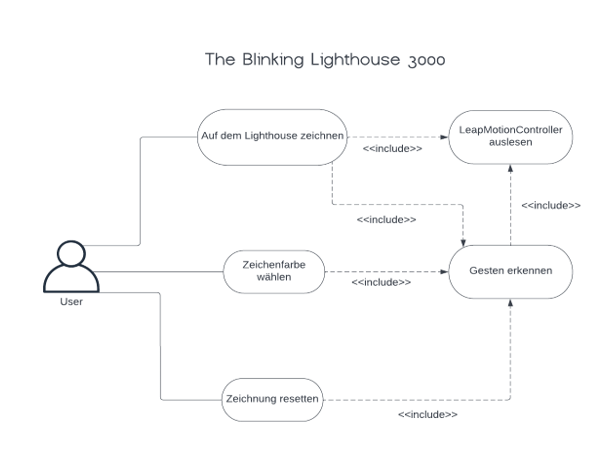 The Blinking Lighthouse 3000
Auf dem Lighthouse zeichnen
<<include>>
LeapMotionController
auslesen
<<include>>
<<include>>
User
Zeichenfarbe
wählen
<<include>>
Gesten erkennen
Zeichnung resetten
<<include>>